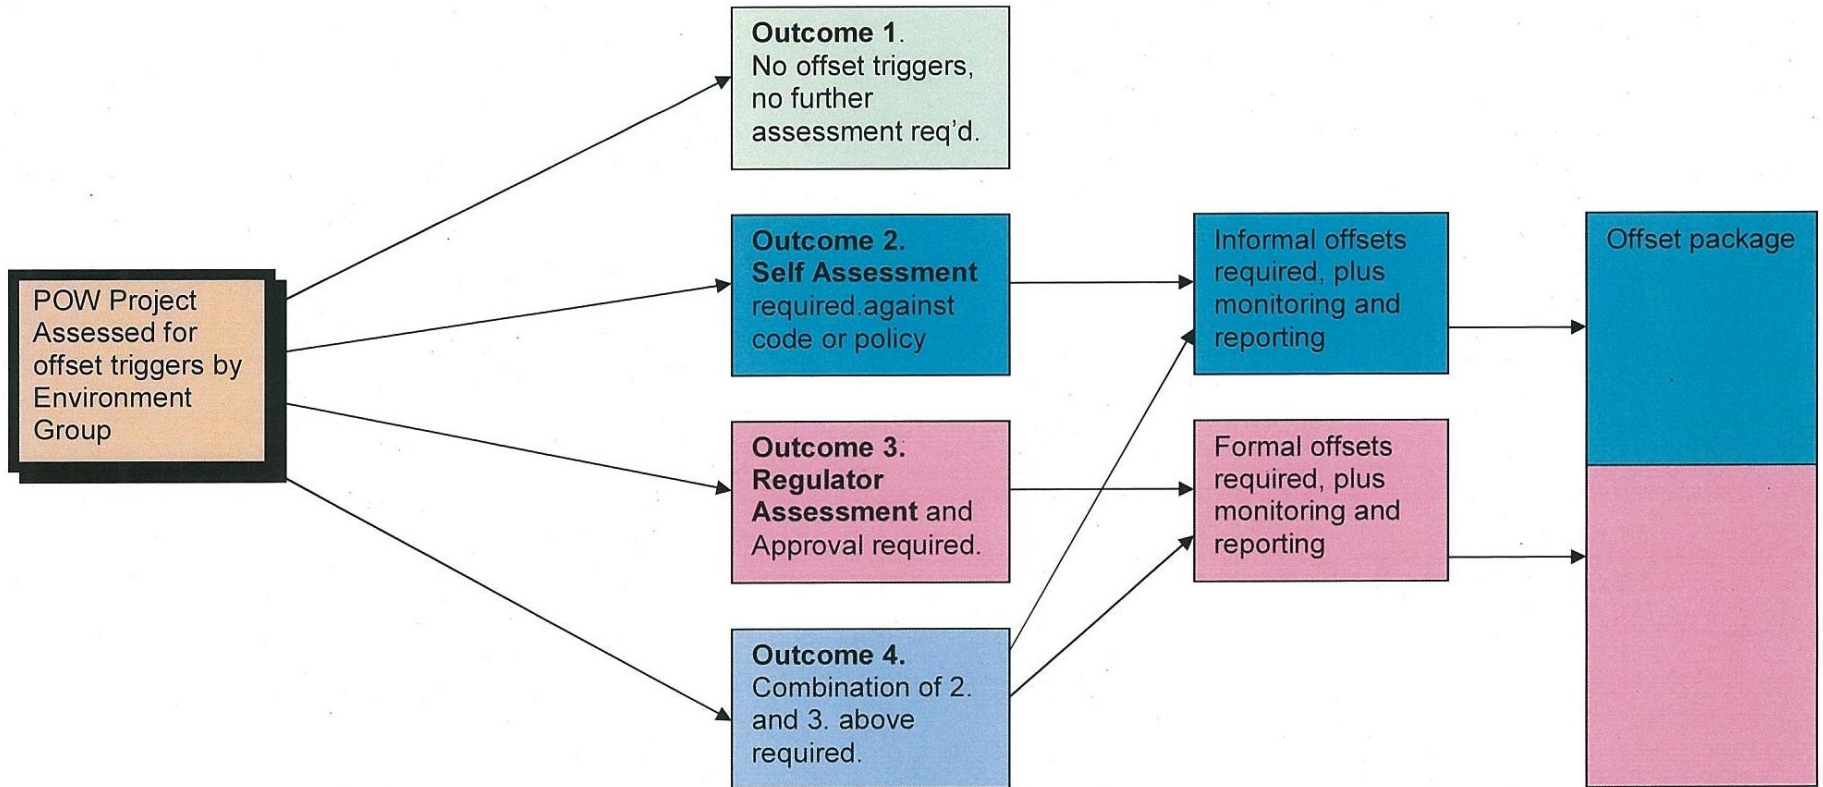 POW Project
Assessed for
offset triggers by
Environment
Group
Outcome 1.
No offset triggers,
no further
assessment req'd.
Outcome 2.
Self Assessment
required.against
code or policy
Outcome 3.
Regulator
Assessment and
Approval required.
Outcome 4.
Combination of 2.
and 3. above
required.
Informal offsets
required, plus
monitoring and
reporting
Formal offsets
required, plus
monitoring and
reporting
Offset package